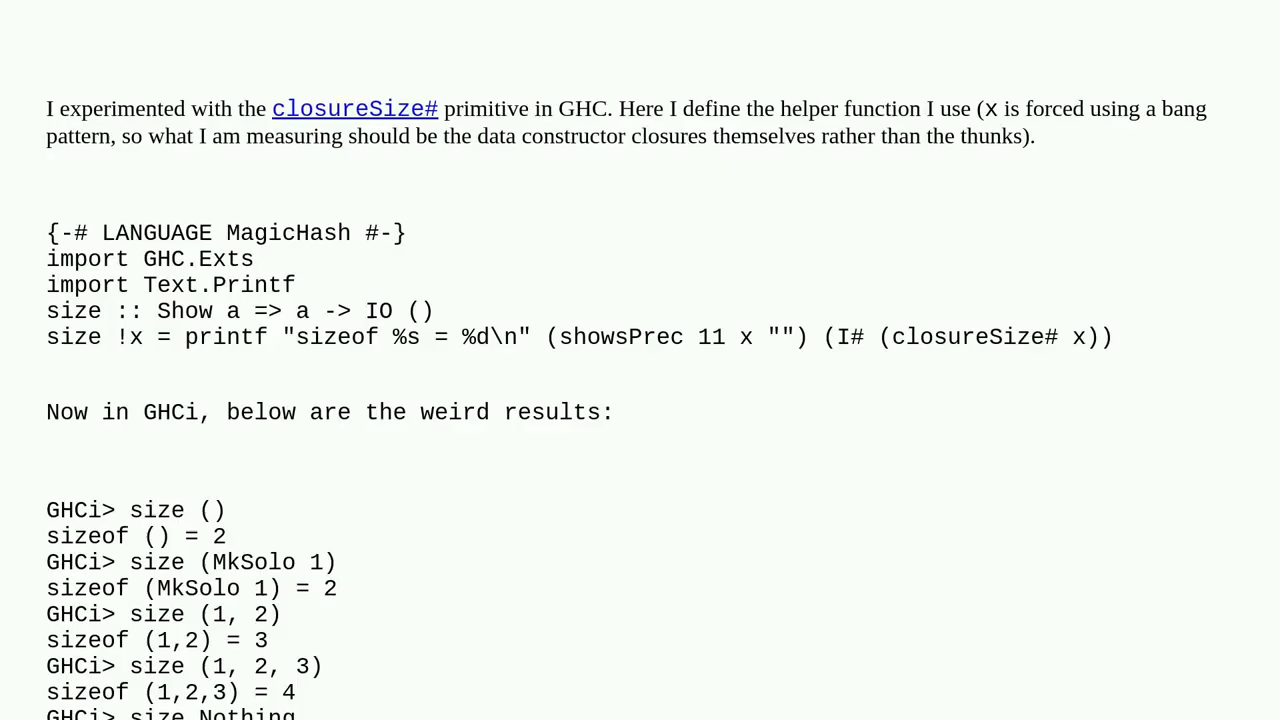 I experimented with the closureSize# primitive in GHC. Here I define the helper function I use (x is forced using a bang
pattern, so what I am measuring should be the data constructor closures themselves rather than the thunks).
{-# LANGUAGE MagicHash #-}
import GHC.Exts
import Text.Printf
size :: Show a => a -> IO ()
size !x = printf "sizeof %s = %d\n" (showsPrec 11 x "") (I# (closureSize# x))
Now in GHCi, below are the weird results:
GHCi> size ()
sizeof () = 2
GHCi> size (MkSolo 1)
sizeof (MkSolo 1) = 2
GHCi> size (1, 2)
sizeof (1,2) = 3
GHCi> size (1, 2, 3)
sizeof (1,2,3) = 4
GHCi> size Nothing